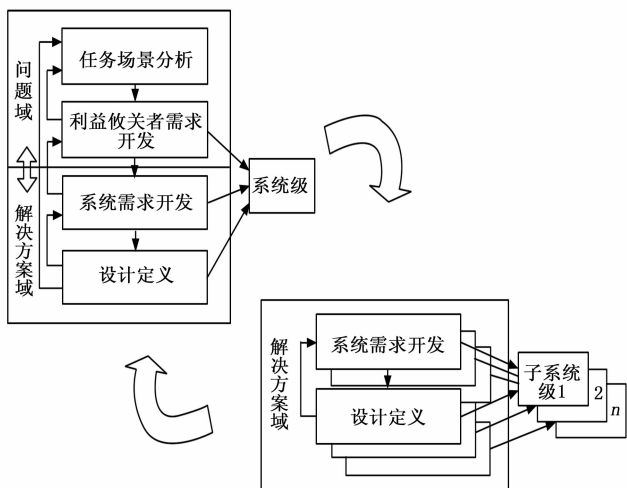 问题域
解决方案域
任务场景分析
利益攸关者需求
开发
系统需求开发
设计定义
系统级
解决方案域
系统需求开发
设计定义
子系统
级1
2
n